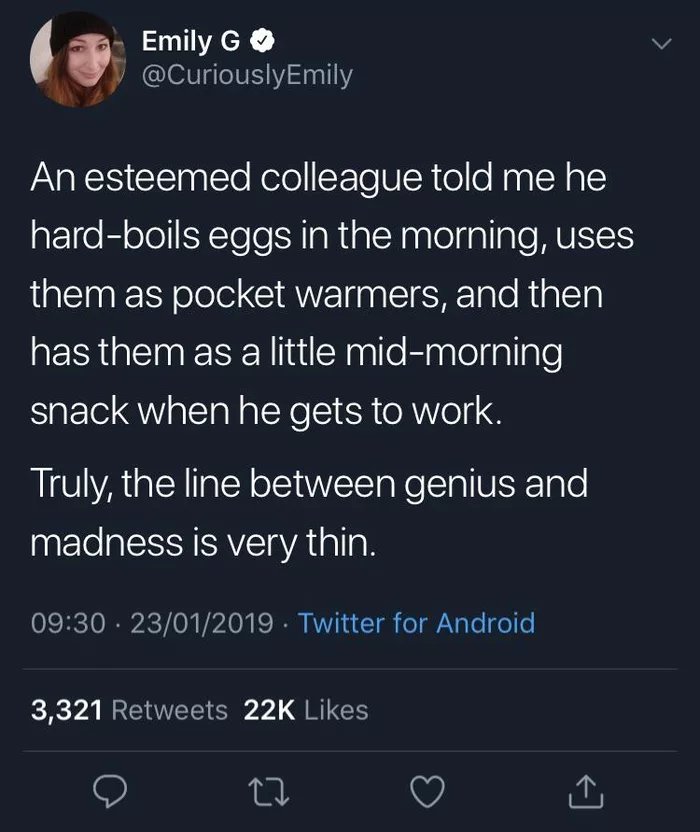 Emily G
@CuriouslyEmily
An esteemed colleague told me he
hard-boils eggs in the morning, uses
them as pocket warmers, and then
has them as a little mid-morning
snack when he gets to work.
Truly, the line between genius and
madness is very thin.
09:30 · 23/01/2019 · Twitter for Android
3,321 Retweets 22K Likes